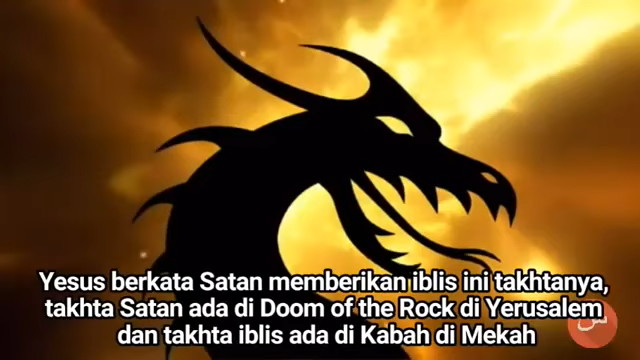 Yesus berkata Satan memberikan iblis ini takhtanya,
takhta Satan ada di Doom of the Rock di Yerusalem
dan takhta iblis ada di Kabah di Mekah
س